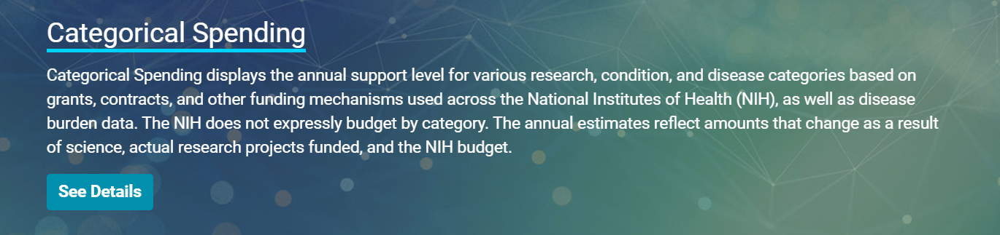 Categorical Spending
Categorical Spending displays the annual support level for various research, condition, and disease categories based on
grants, contracts, and other funding mechanisms used across the National Institutes of Health (NIH), as well as disease
burden data. The NIH does not expressly budget by category. The annual estimates reflect amounts that change as a result
of science, actual research projects funded, and the NIH budget.
See Details